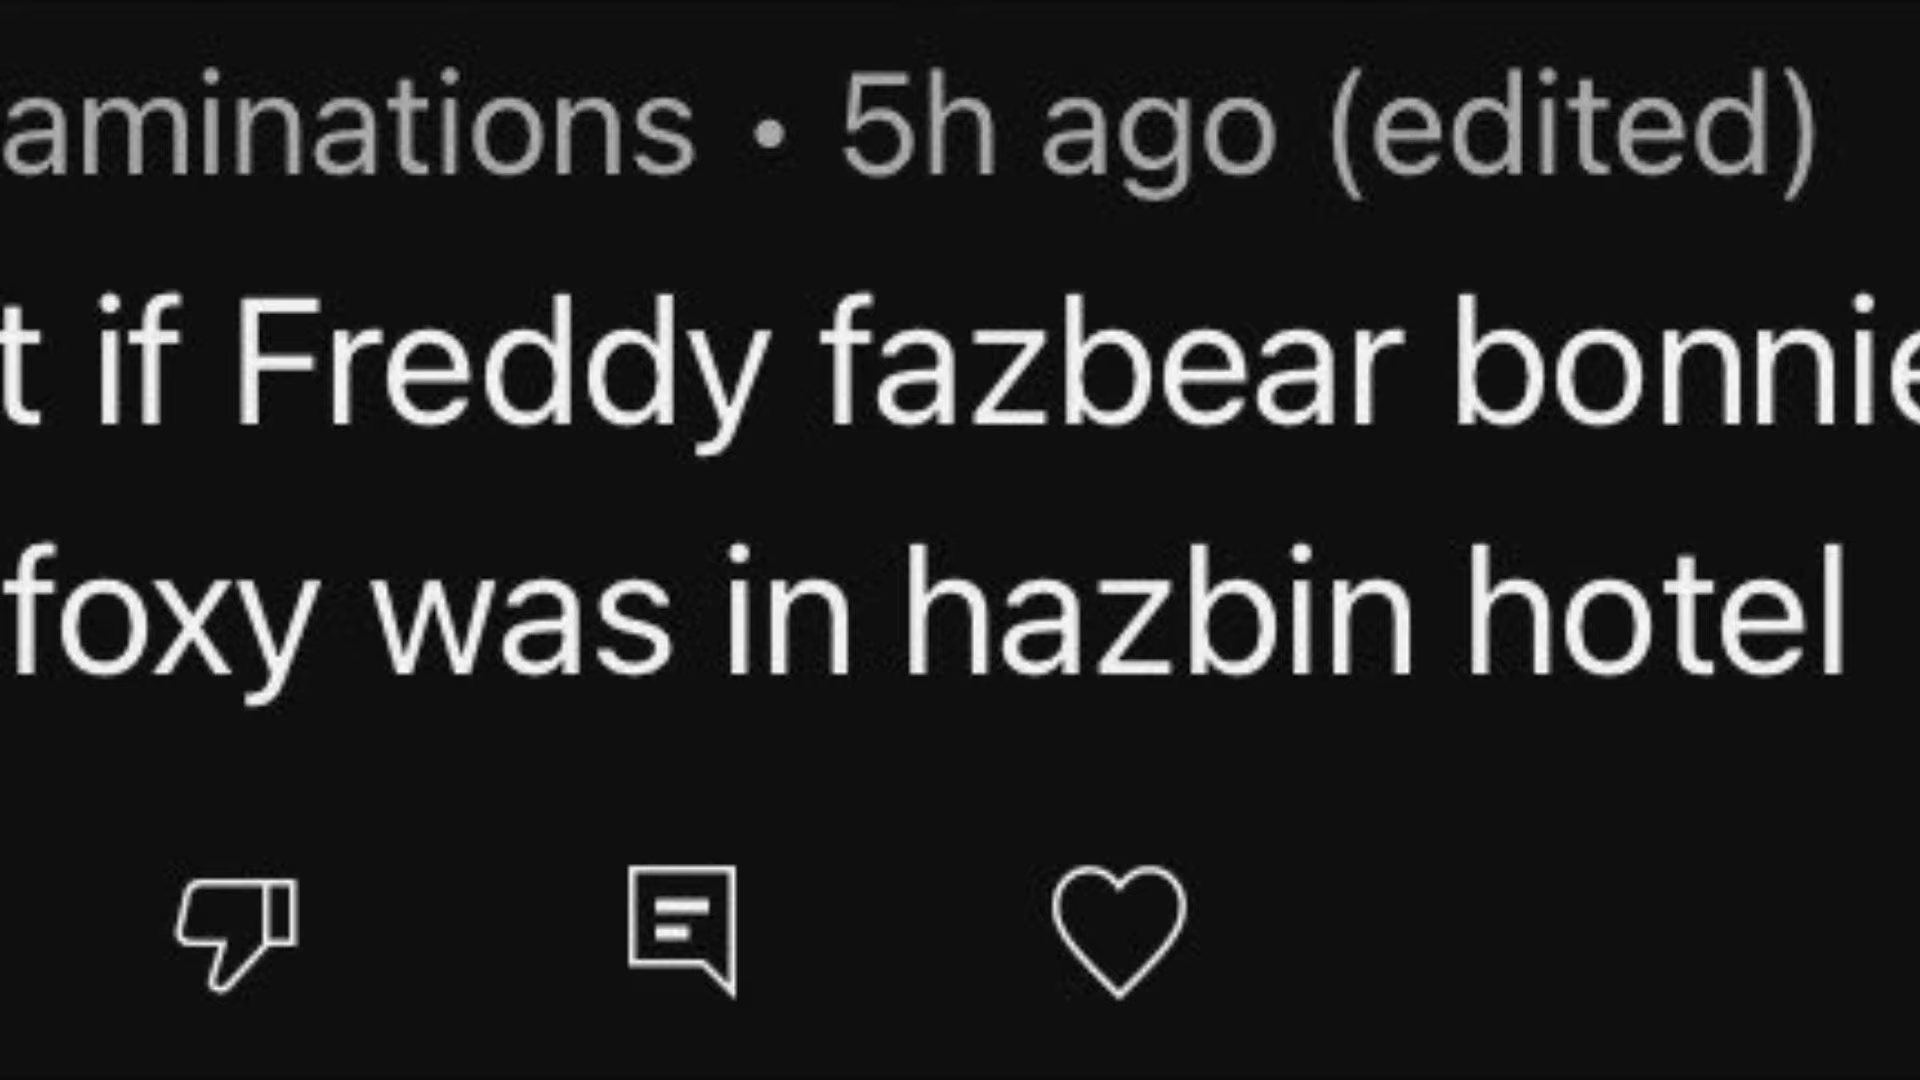 aminations • 5h ago (edited)
t if Freddy fazbear bonnie
foxy was in hazbin hotel